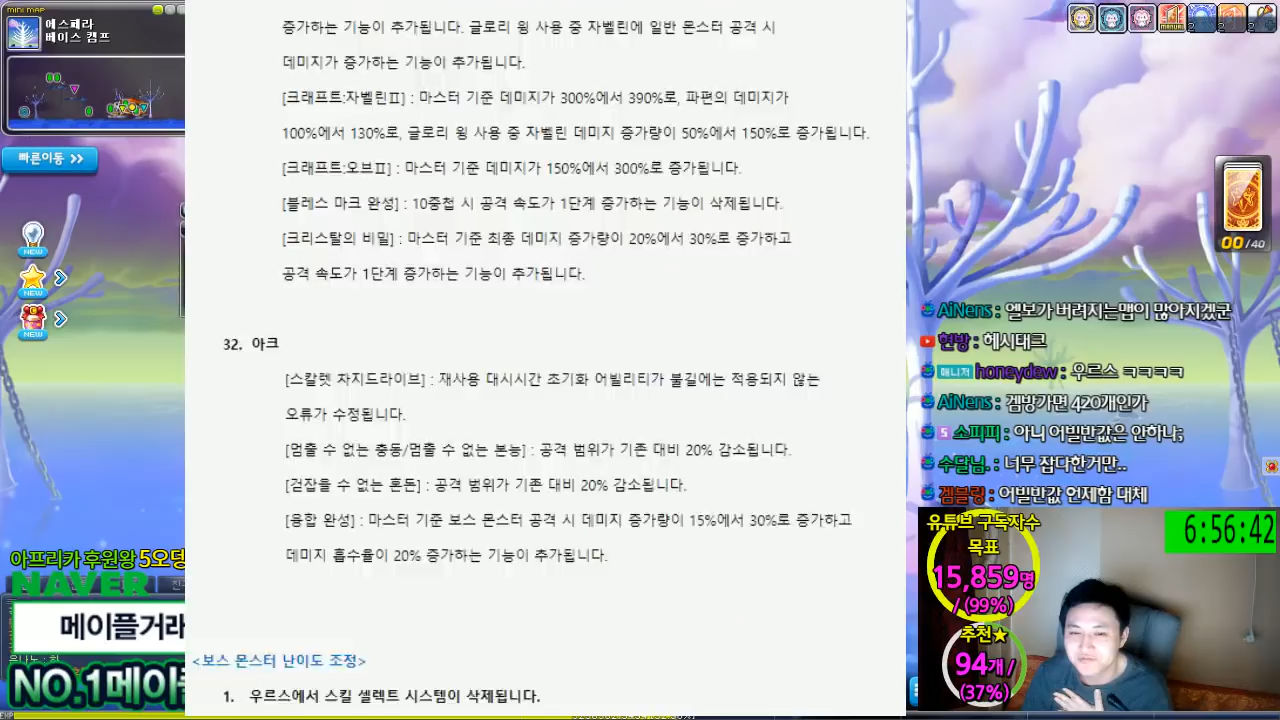 MINI MAP
에스페라
베이스 캠프
빠른이동
NEW
NEW
NEW
증가하는 기능이 추가됩니다. 글로리 윙 사용 중 자벨린에 일반 몬스터 공격 시
데미지가 증가하는 기능이 추가됩니다.
[크래프트:자벨린Ⅱ] : 마스터 기준 데미지가 300%에서 390%로, 파편의 데미지가
100%에서 130%로, 글로리 윙 사용 중 자벨린 데미지 증가량이 50%에서 150%로 증가됩니다.
[크래프트:오브Ⅱ] : 마스터 기준 데미지가 150%에서 300%로 증가됩니다.
[블레스 마크 완성] : 10중첩 시 공격 속도가 1단계 증가하는 기능이 삭제됩니다.
[크리스탈의 비밀] : 마스터 기준 최종 데미지 증가량이 20%에서 30%로 증가하고
공격 속도가 1단계 증가하는 기능이 추가됩니다.
32. 아크
[스칼렛 차지드라이브] : 재사용 대시시간 초기화 어빌리티가 불길에는 적용되지 않는
오류가 수정됩니다.
[멈출 수 없는 충동/멈출 수 없는 본능] : 공격 범위가 기존 대비 20% 감소됩니다.
[걷잡을 수 없는 혼돈] : 공격 범위가 기존 대비 20% 감소됩니다.
[융합 완성] : 마스터 기준 보스 몬스터 공격 시 데미지 증가량이 15%에서 30%로 증가하고
데미지 흡수율이 20% 증가하는 기능이 추가됩니다.
<보스 몬스터 난이도 조정>
1. 우르스에서 스킬 셀렉트 시스템이 삭제됩니다.
아프리카 후원왕 5오뎅
NAVER
메이플거래
NO.1메이플
MANUAL
00/40
AiNens : 엘보가 버려지는맵이 많아지겠군
현방 : 헤시태그
매니저 honeydew : 우르스 ㅋㅋㅋㅋ
AiNens : 겜방가면 420개인가
S 소피피 : 아니 어빌반값은 안하나;
수달님. : 너무 잡다한거만..
겜블링 : 어빌반값 언제함 대체
유튜브 구독자수
목표
15,859명
/ (99%)
추천★
94개 /
(37%)
6:56:42